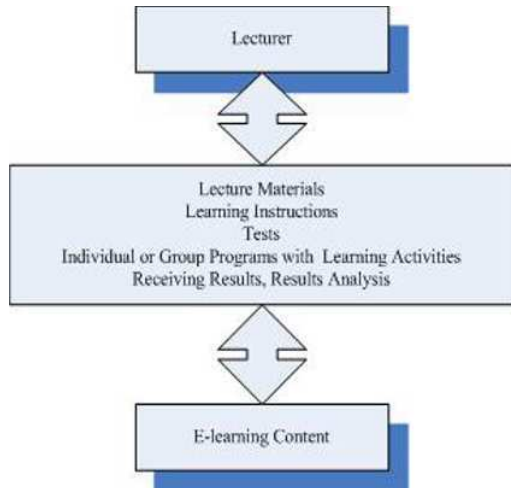 Lecturer
Lecture Materials
Learning Instructions
Tests
Individual or Group Programs with Learning Activities
Receiving Results, Results Analysis
E-learning Content